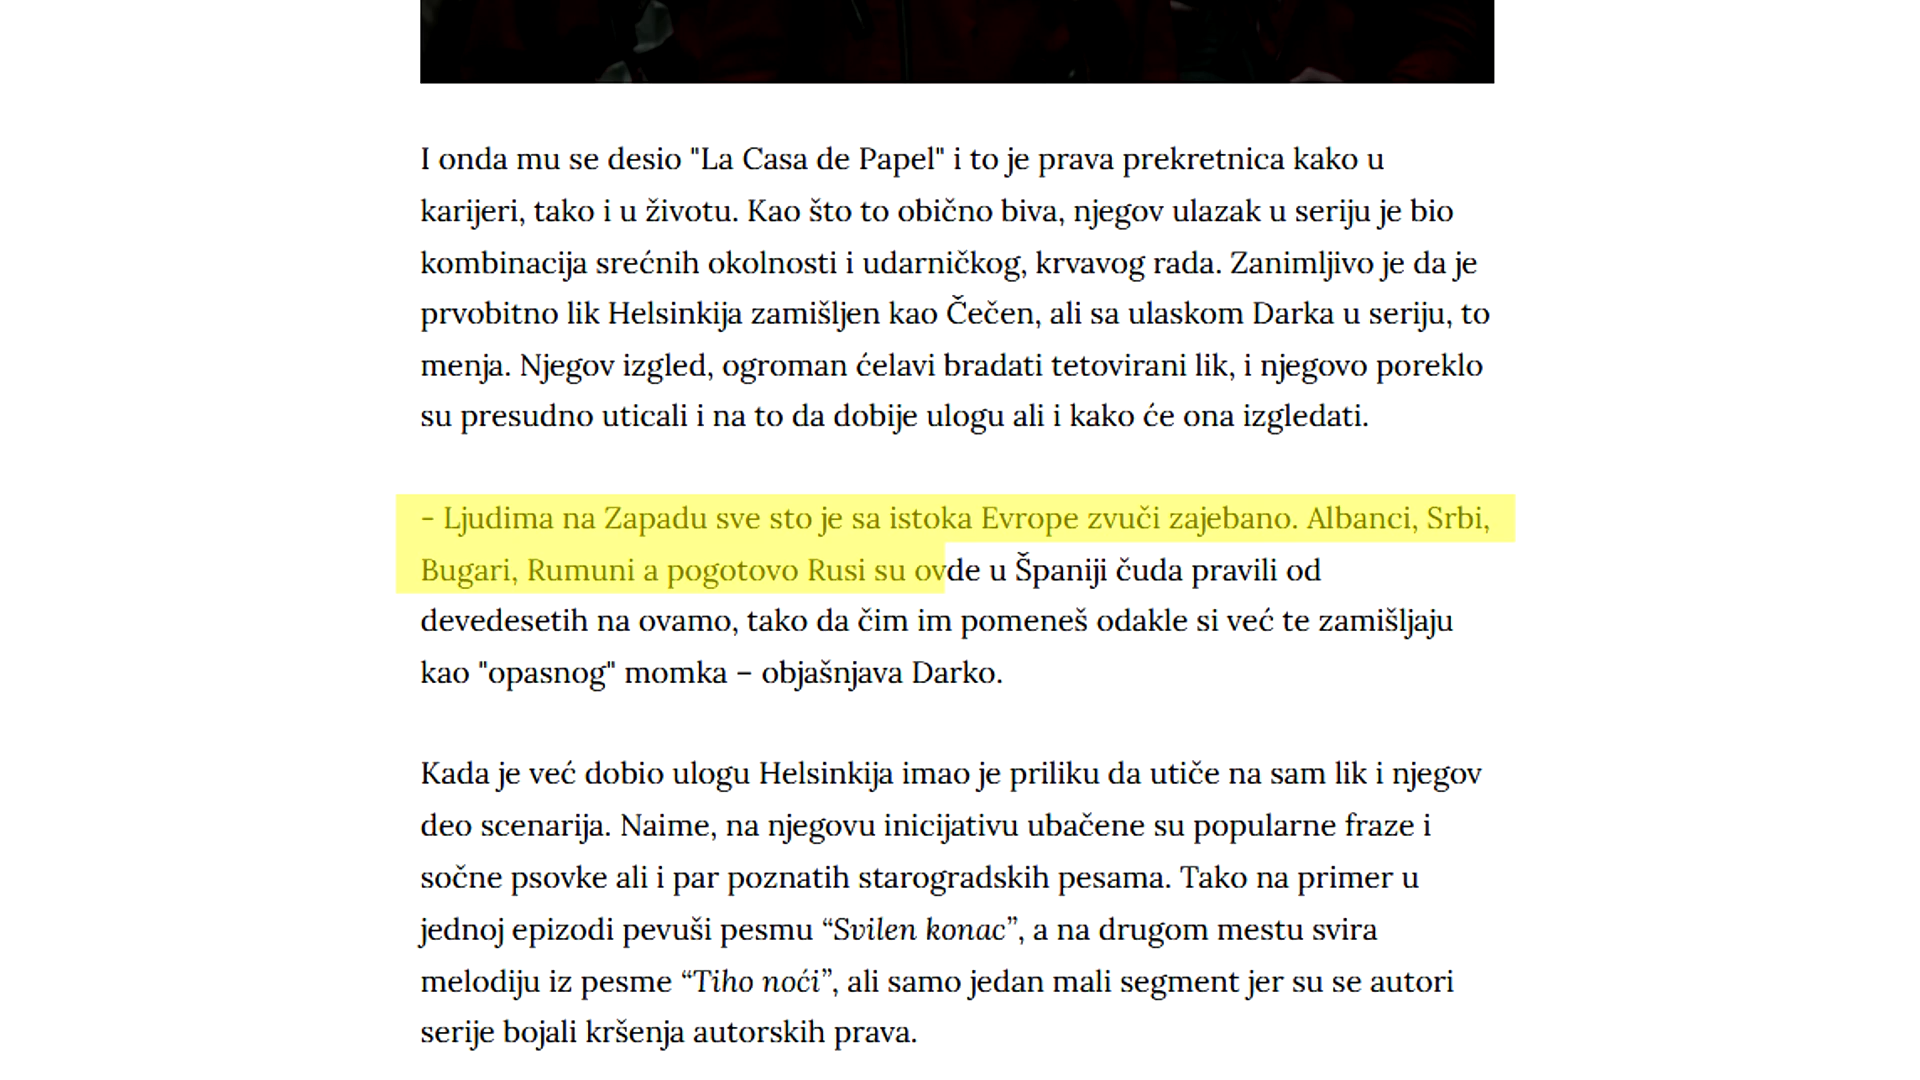 I onda mu se desio "La Casa de Papel" i to je prava prekretnica kako u
karijeri, tako i u životu. Kao što to obično biva, njegov ulazak u seriju je bio
kombinacija srećnih okolnosti i udarničkog, krvavog rada. Zanimljivo je da je
prvobitno lik Helsinkija zamišljen kao Čečen, ali sa ulaskom Darka u seriju, to
menja. Njegov izgled, ogroman ćelavi bradati tetovirani lik, i njegovo poreklo
su presudno uticali i na to da dobije ulogu ali i kako će ona izgledati.
- Ljudima na Zapadu sve sto je sa istoka Evrope zvuči zajebano. Albanci, Srbi,
Bugari, Rumuni a pogotovo Rusi su ovde u Španiji čuda pravili od
devedesetih na ovamo, tako da čim im pomeneš odakle si već te zamišljaju
kao "opasnog" momka – objašnjava Darko.
Kada je već dobio ulogu Helsinkija imao je priliku da utiče na sam lik i njegov
deo scenarija. Naime, na njegovu inicijativu ubačene su popularne fraze i
sočne psovke ali i par poznatih starogradskih pesama. Tako na primer u
jednoj epizodi pevuši pesmu “Svilen konac”, a na drugom mestu svira
melodiju iz pesme “Tiho noći”, ali samo jedan mali segment jer su se autori
serije bojali kršenja autorskih prava.